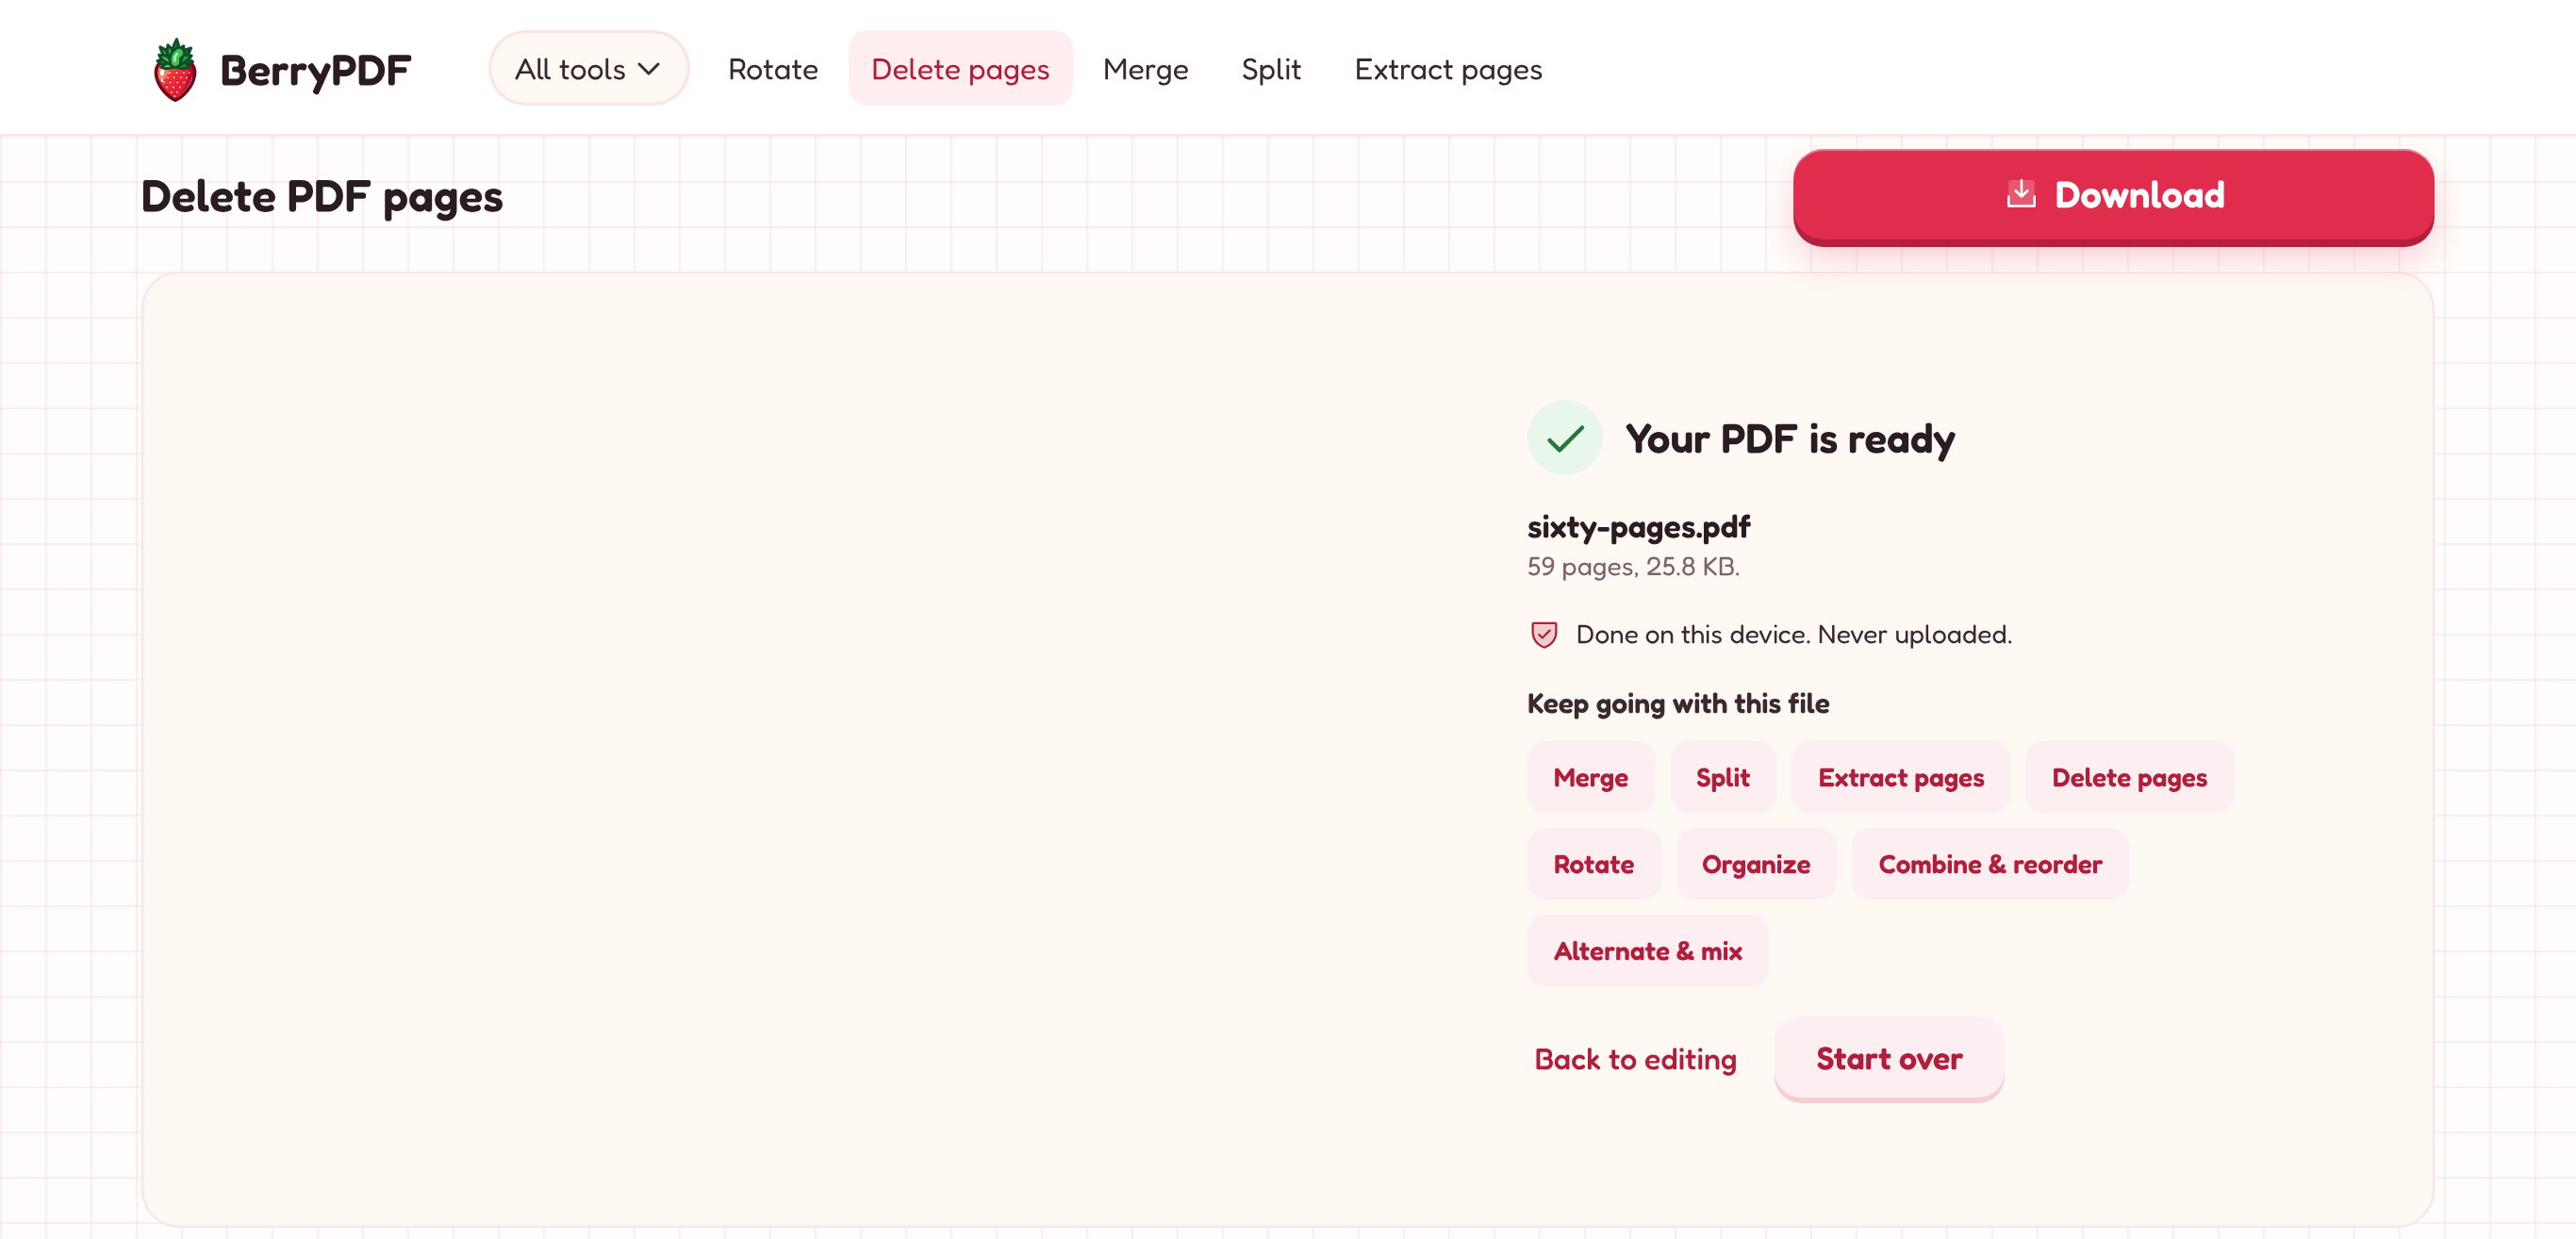 BerryPDF
All tools
Rotate
Delete pages
Merge
Split
Extract pages
Delete PDF pages
Download
Your PDF is ready
sixty-pages.pdf
59 pages, 25.8 KB.
Done on this device. Never uploaded.
Keep going with this file
Merge
Split
Extract pages
Delete pages
Rotate
Organize
Combine & reorder
Alternate & mix
Back to editing
Start over